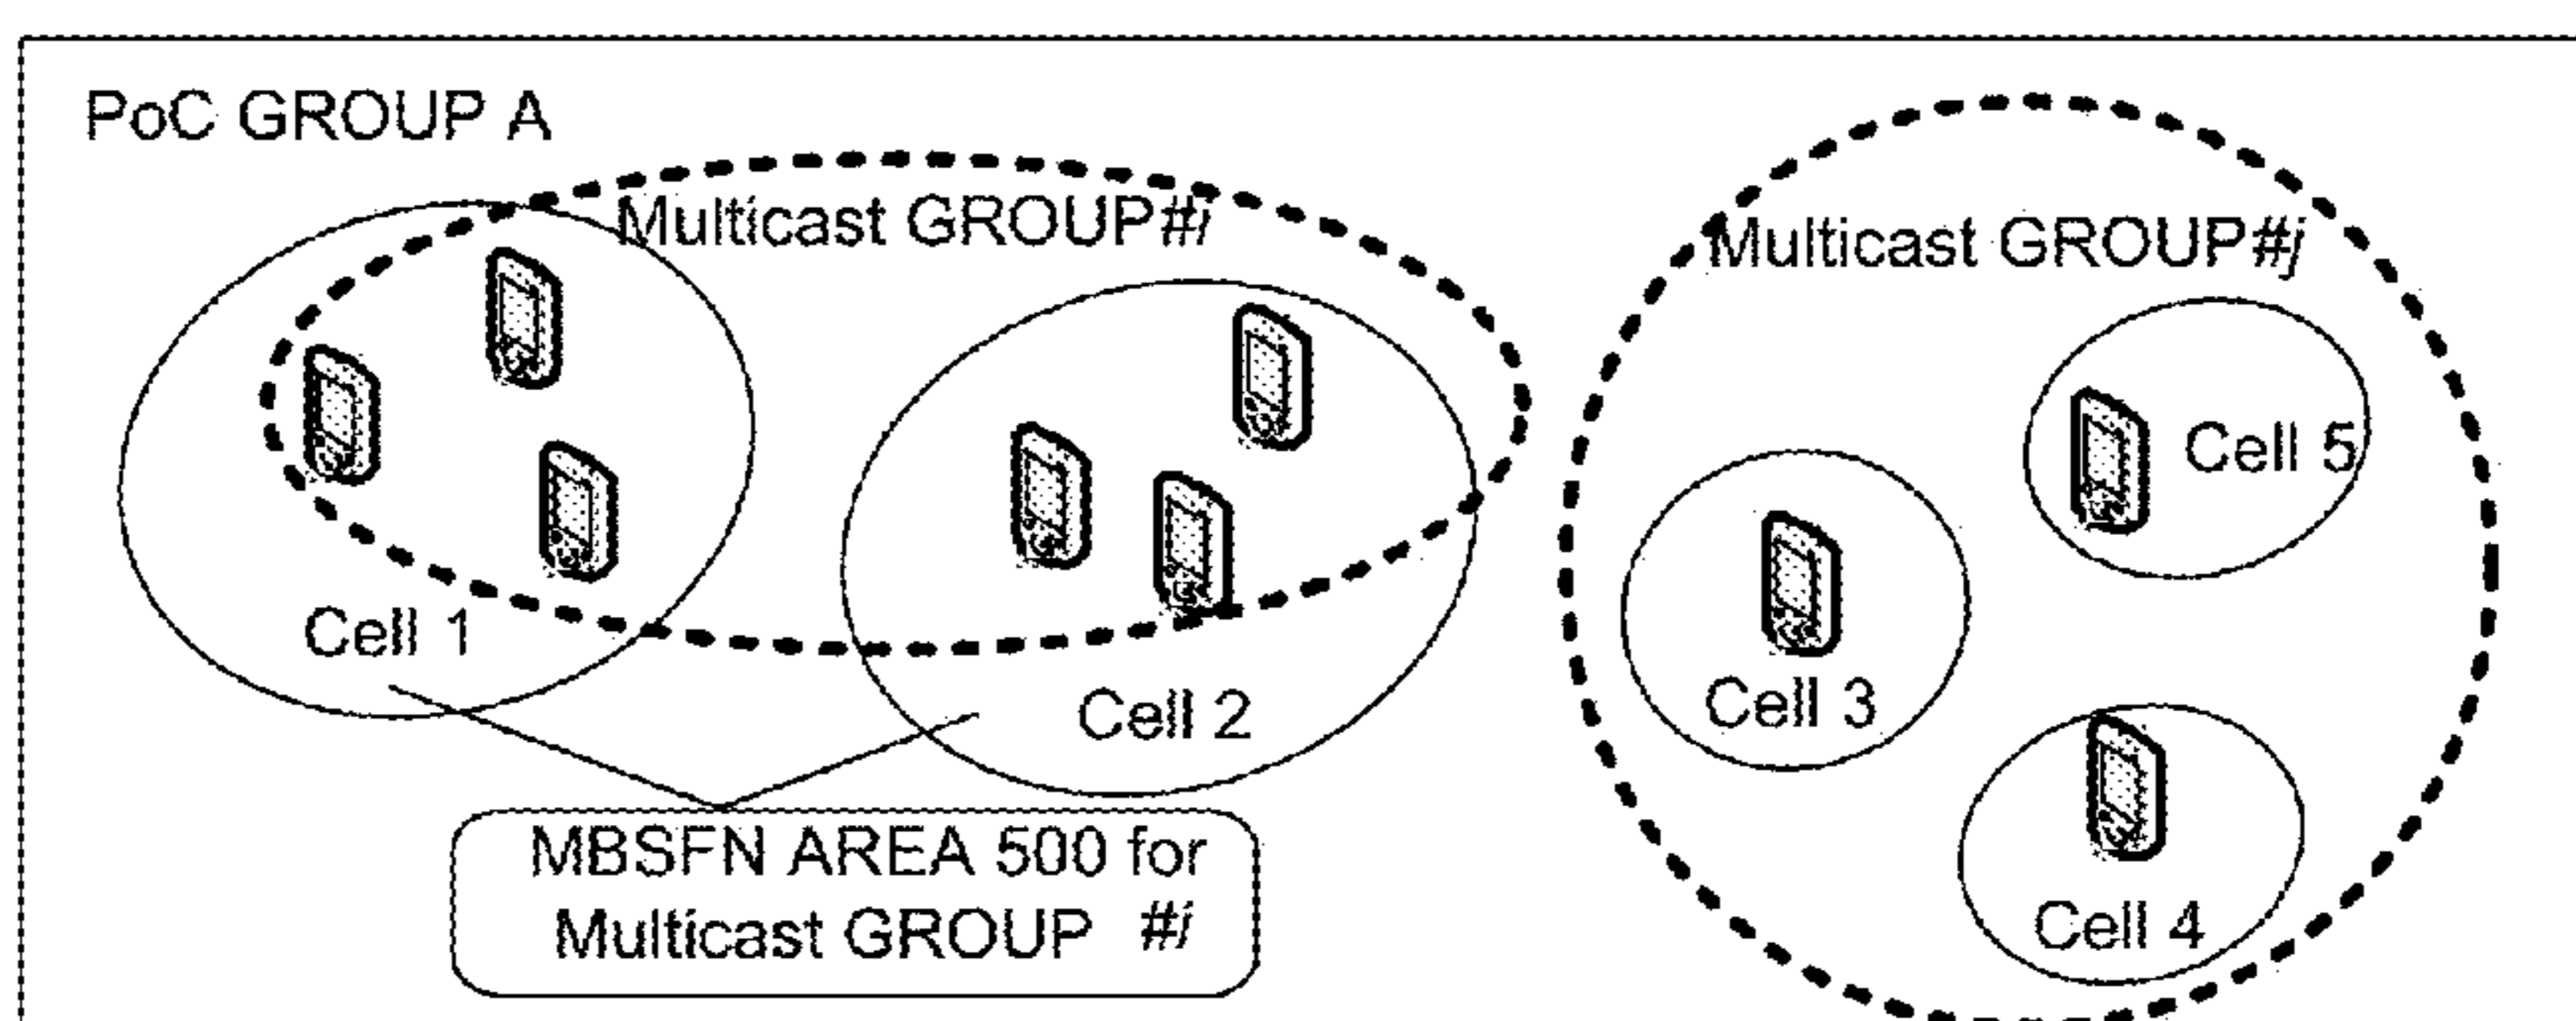 PoC GROUP A
Multicast GROUP#i
Multicast GROUP#j
Cell 5
Cell 1
Cell 2
Cell 3
Cell 4
MBSFN AREA 500 for
Multicast GROUP #i